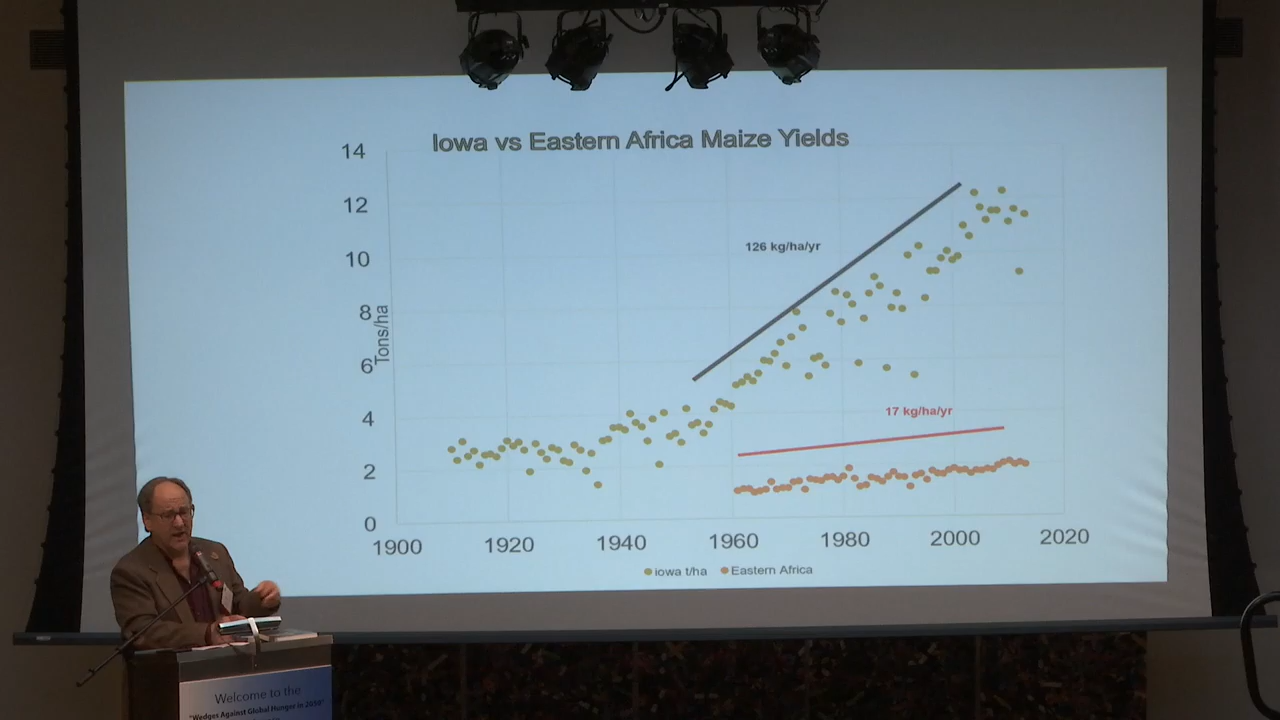 Iowa vs Eastern Africa Maize Yields
14
12
10
8
6
4
2
0
Tons/ha
126 kg/ha/yr
17 kg/ha/yr
1900 1920 1940 1960 1980 2000 2020
iowa t/ha Eastern Africa
Welcome to the
"Wedges Against Global Hunger in 2050"